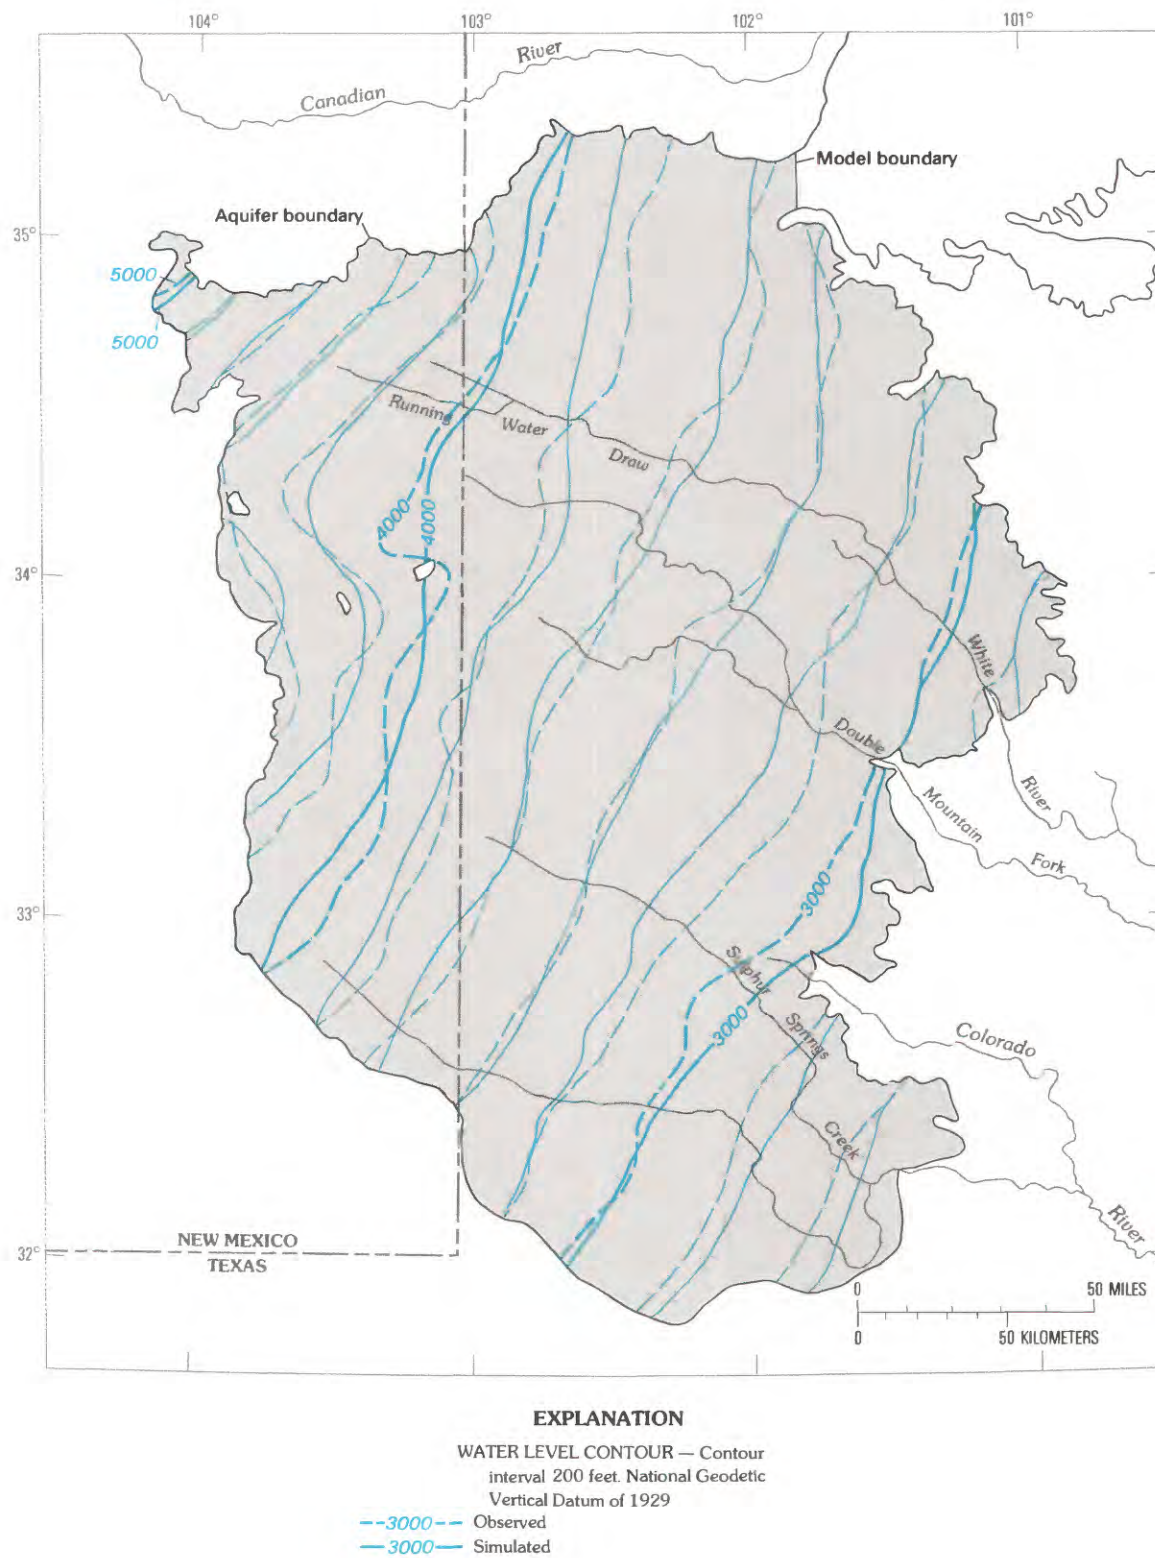 104°
103°
102°
101°
River
Canadian
Model boundary
Aquifer boundary
35°
5000
5000
Running
Water
Draw
4000
4000
34°
White
Double
River
Mountain
Fork
33°
3000
Sulphur
3000
Springs
Colorado
Creek
River
NEW MEXICO
32°
TEXAS
0 50 MILES
0 50 KILOMETERS
EXPLANATION
WATER LEVEL CONTOUR — Contour
interval 200 feet. National Geodetic
Vertical Datum of 1929
3000 Observed
3000 Simulated